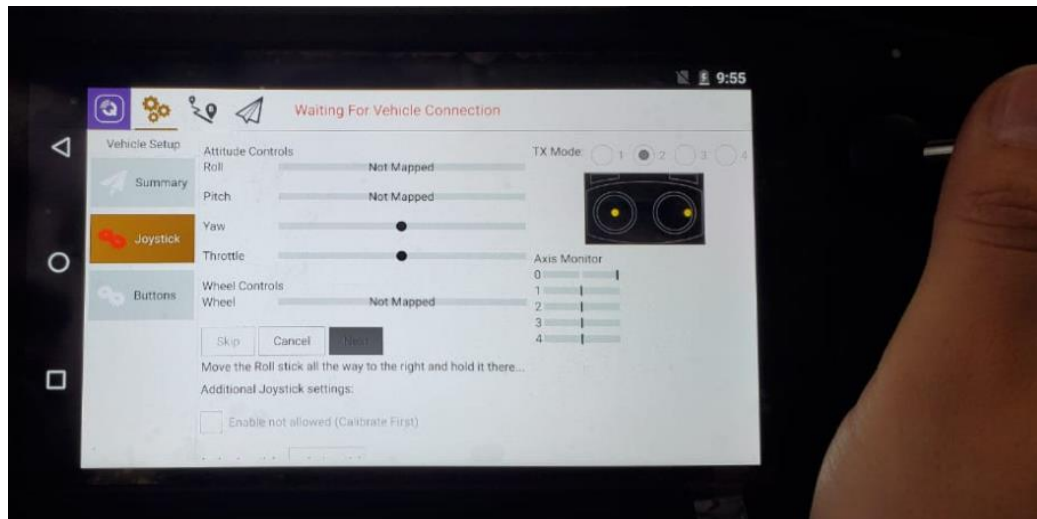 9:55
Waiting For Vehicle Connection
Vehicle Setup
Summary
Joystick
Buttons
Attitude Controls
Roll Not Mapped
Pitch Not Mapped
Yaw
Throttle
Wheel Controls
Wheel Not Mapped
Skip Cancel Next
Move the Roll stick all the way to the right and hold it there...
Additional Joystick settings:
Enable not allowed (Calibrate First)
TX Mode: 1 2 3 4
Axis Monitor
0
1
2
3
4